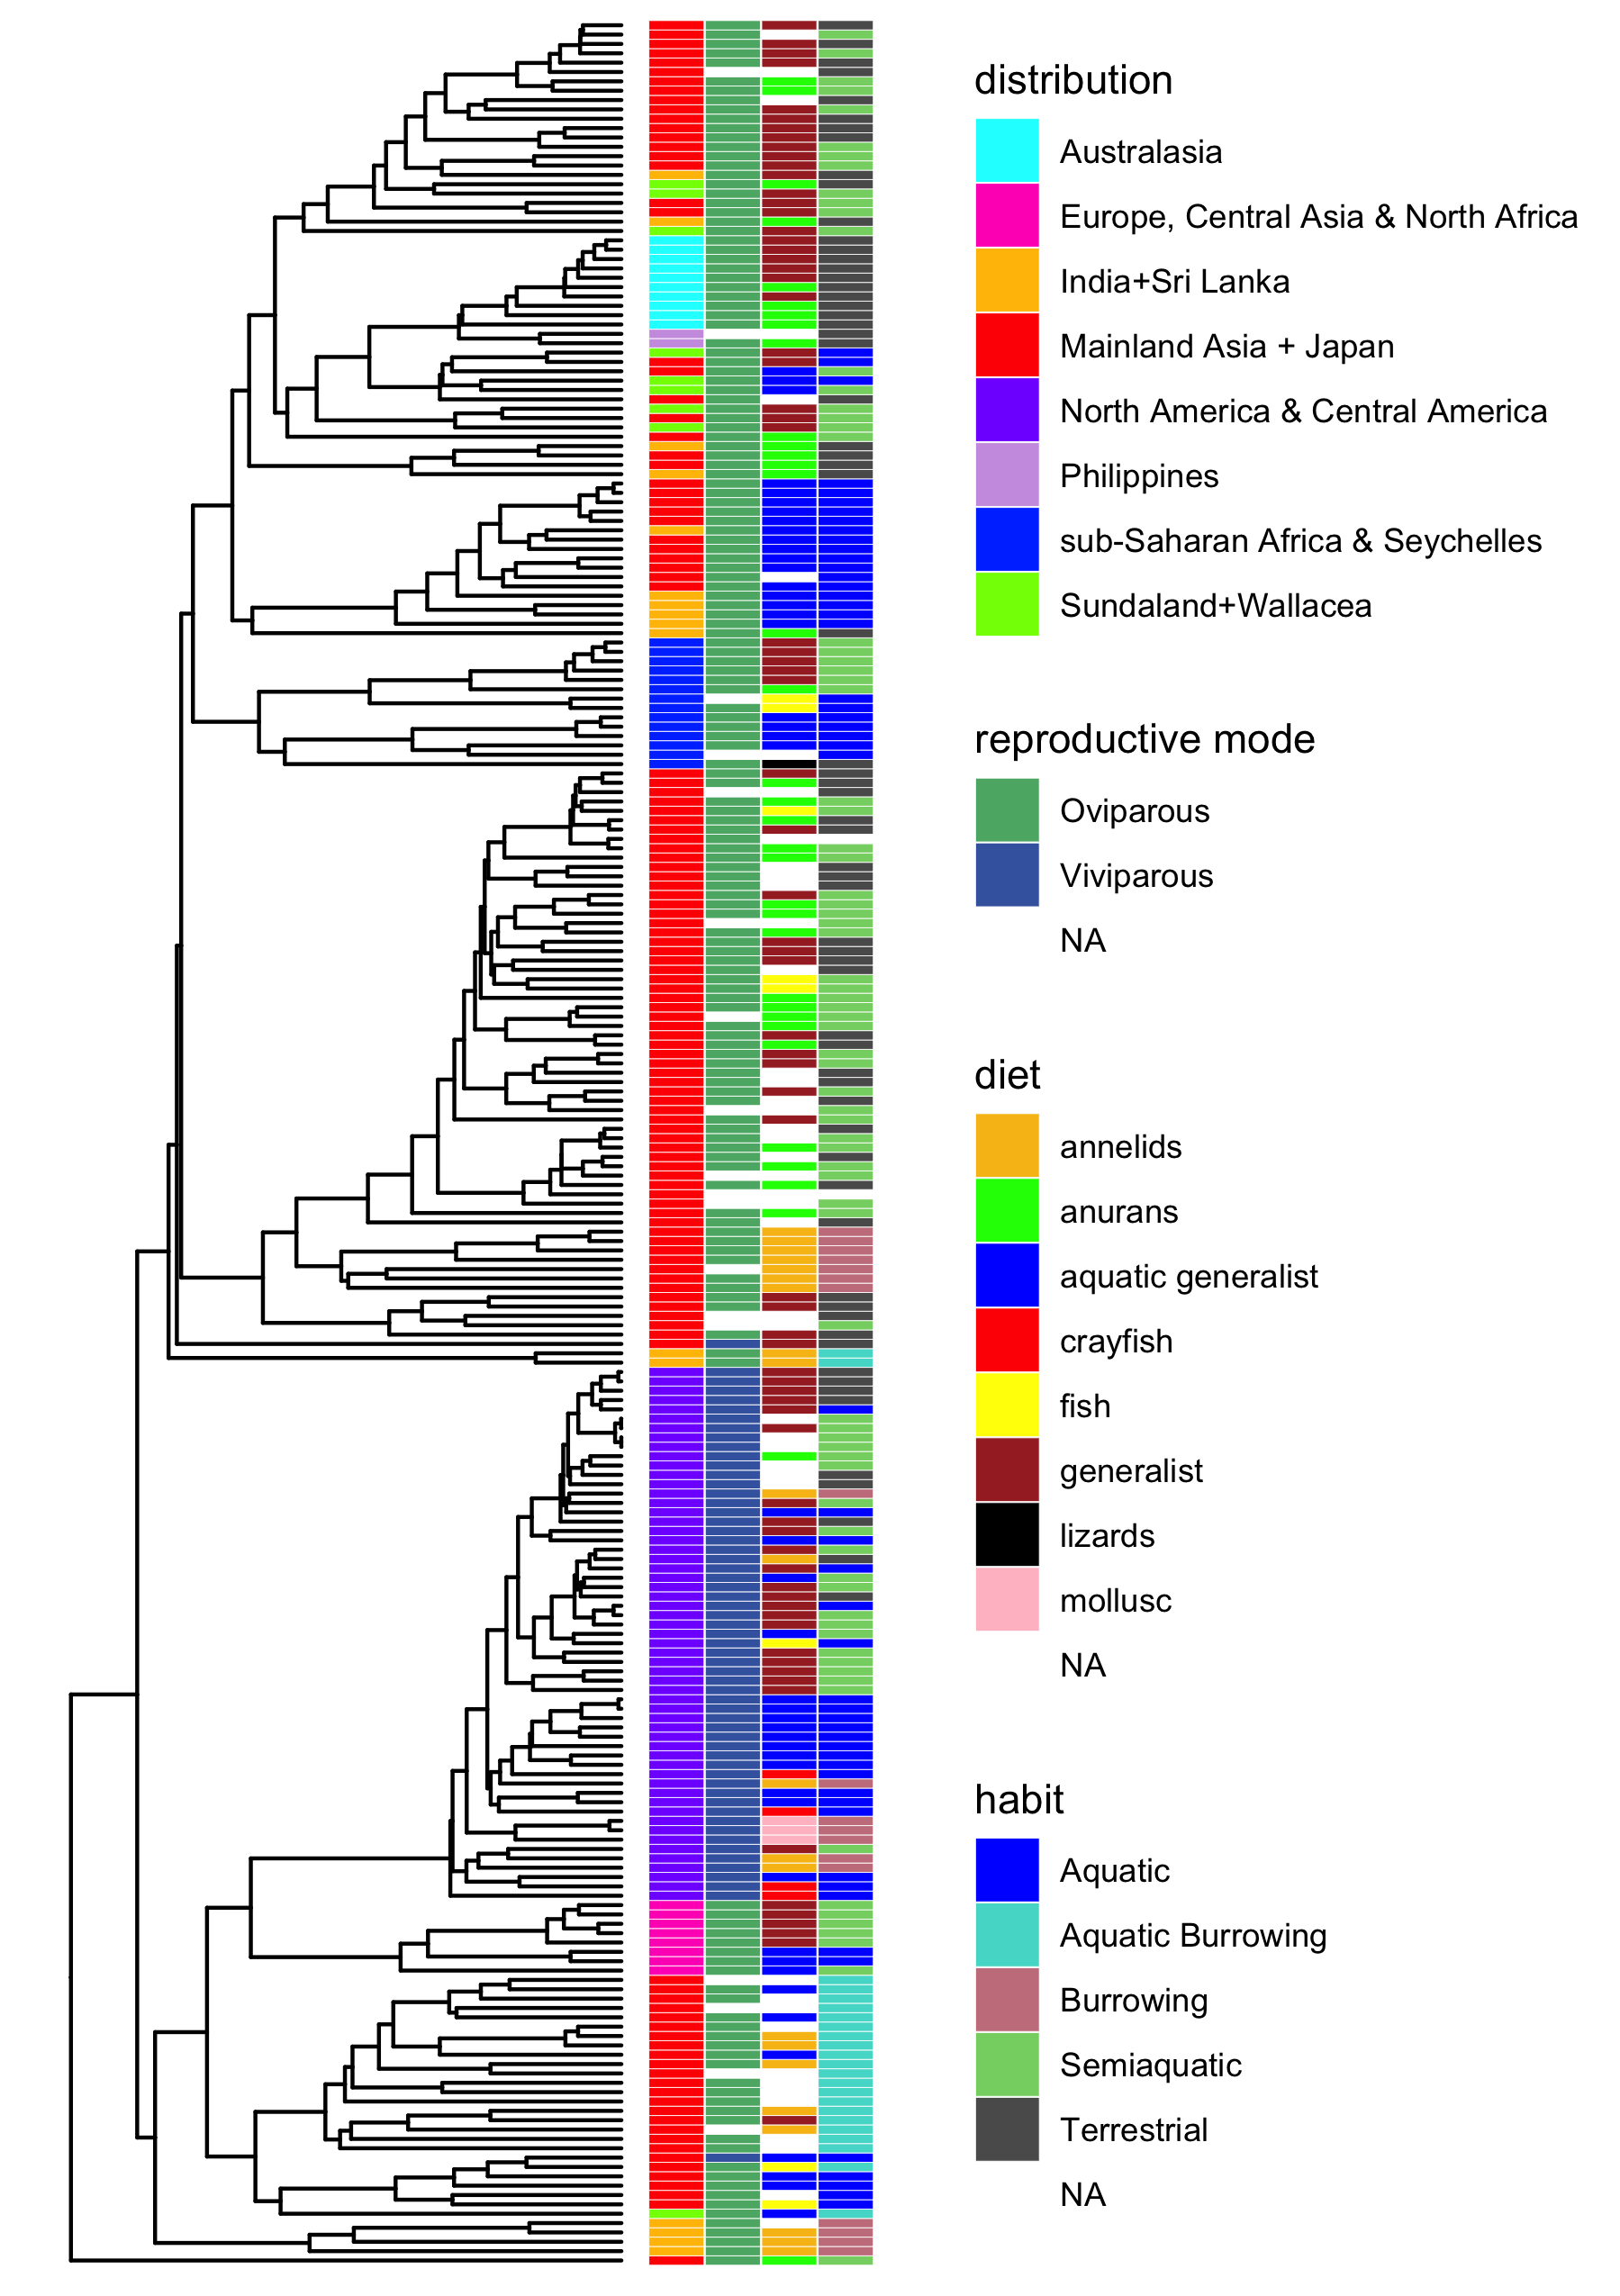 distribution
Australasia
Europe, Central Asia & North Africa
India+Sri Lanka
Mainland Asia + Japan
North America & Central America
Philippines
sub-Saharan Africa & Seychelles
Sundaland+Wallacea
reproductive mode
Oviparous
Viviparous
NA
diet
annelids
anurans
aquatic generalist
crayfish
fish
generalist
lizards
mollusc
NA
habit
Aquatic
Aquatic Burrowing
Burrowing
Semiaquatic
Terrestrial
NA